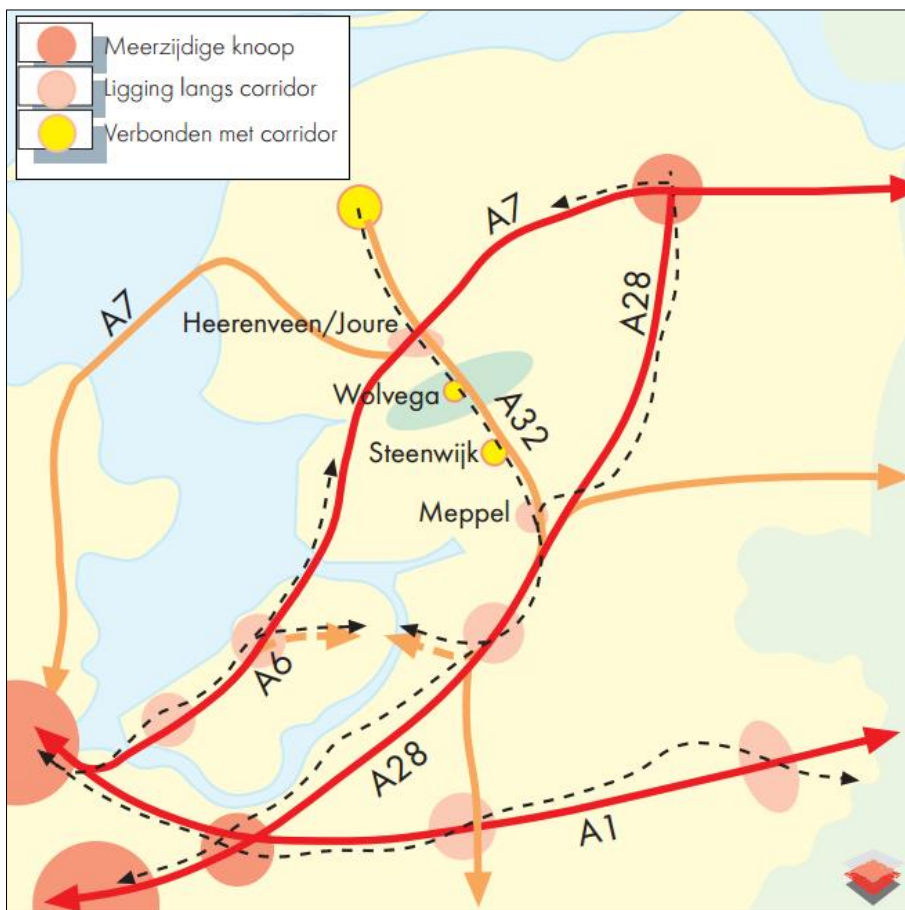 Meerzijdige knoop
Ligging langs corridor
Verbonden met corridor
A7
A7
A28
Heerenveen/Joure
Wolvega
A32
Steenwijk
Meppel
A6
A28
A1